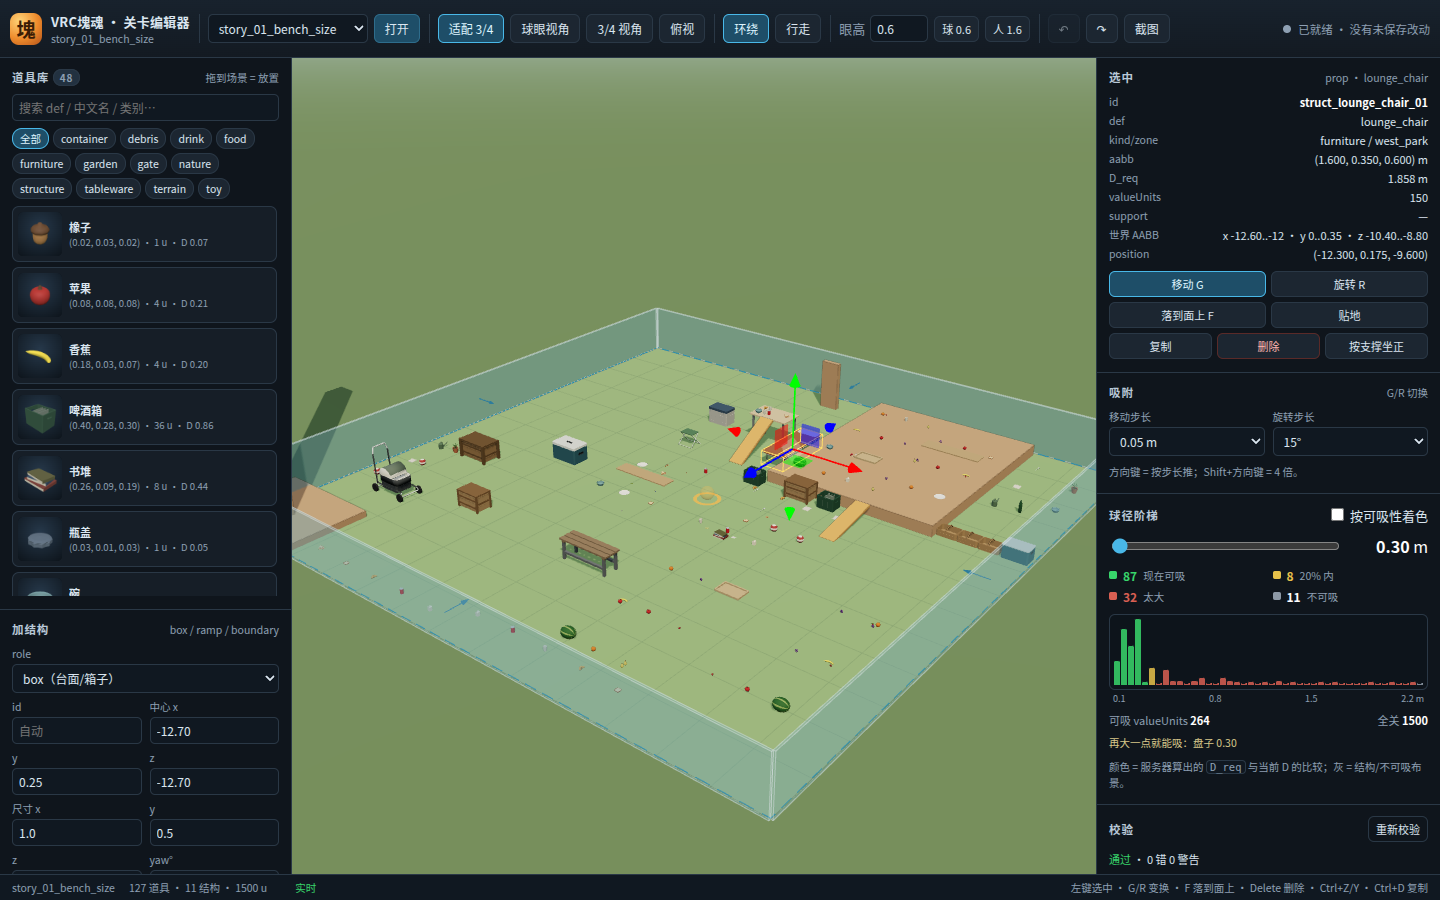 塊
VRC塊魂 • 关卡编辑器
story_01_bench_size
story_01_bench_size
打开
适配 3/4
球眼视角
3/4 视角
俯视
环绕
行走
眼高
0.6
球 0.6
人 1.6
↶
↷
截图
已就绪 • 没有未保存改动
道具库 48
拖到场景 = 放置
搜索 def / 中文名 / 类别…
全部 container debris drink food
furniture garden gate nature
structure tableware terrain toy
橡子
(0.02, 0.03, 0.02) • 1 u • D 0.07
苹果
(0.08, 0.08, 0.08) • 4 u • D 0.21
香蕉
(0.18, 0.03, 0.07) • 4 u • D 0.20
啤酒箱
(0.40, 0.28, 0.30) • 36 u • D 0.86
书堆
(0.26, 0.09, 0.19) • 8 u • D 0.44
瓶盖
(0.03, 0.01, 0.03) • 1 u • D 0.05
碗
加结构
box / ramp / boundary
role
box（台面/箱子）
id 中心 x
自动 -12.70
y z
0.25 -12.70
尺寸 x y
1.0 0.5
z yaw°
选中
prop • lounge_chair
id struct_lounge_chair_01
def lounge_chair
kind/zone furniture / west_park
aabb (1.600, 0.350, 0.600) m
D_req 1.858 m
valueUnits 150
support —
世界 AABB x -12.60..-12 • y 0..0.35 • z -10.40..-8.80
position (-12.300, 0.175, -9.600)
移动 G 旋转 R
落到面上 F 贴地
复制 删除 按支撑坐正
吸附
G/R 切换
移动步长 旋转步长
0.05 m 15°
方向键 = 按步长推；Shift+方向键 = 4 倍。
球径阶梯
按可吸性着色
0.30 m
87 现在可吸 8 20% 内
32 太大 11 不可吸
0.1 0.8 1.5 2.2 m
可吸 valueUnits 264 全关 1500
再大一点就能吸：盘子 0.30
颜色 = 服务器算出的 D_req 与当前 D 的比较；灰 = 结构/不可吸布
景。
校验
重新校验
通过 • 0 错 0 警告
story_01_bench_size 127 道具 • 11 结构 • 1500 u 实时
左键选中 • G/R 变换 • F 落到面上 • Delete 删除 • Ctrl+Z/Y • Ctrl+D 复制